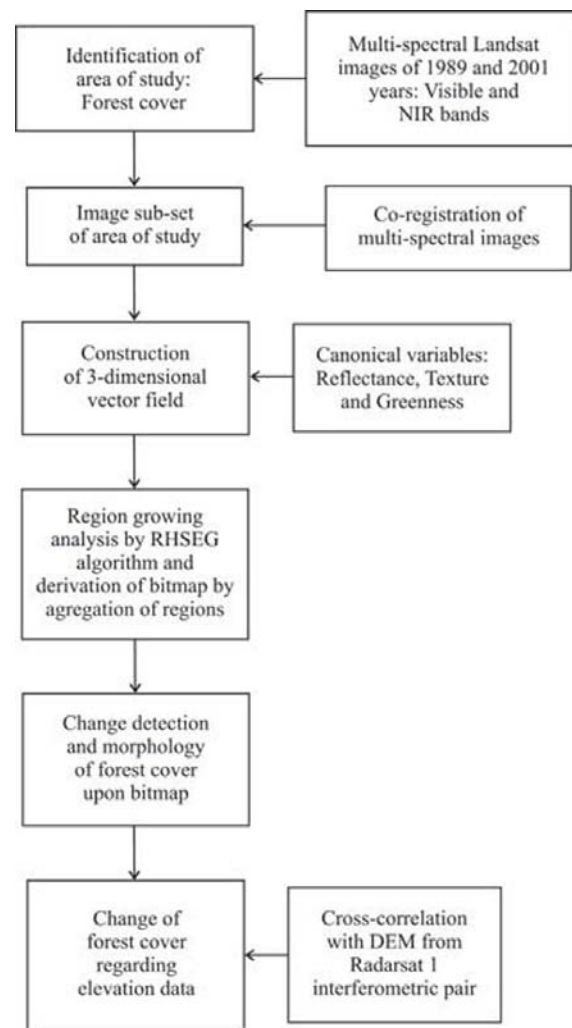 Identification of
area of study:
Forest cover
Multi-spectral Landsat
images of 1989 and 2001
years: Visible and
NIR bands
Image sub-set
of area of study
Co-registration of
multi-spectral images
Construction
of 3-dimensional
vector field
Canonical variables:
Reflectance, Texture
and Greenness
Region growing
analysis by RHSEG
algorithm and
derivation of bitmap by
agregation of regions
Change detection
and morphology
of forest cover
upon bitmap
Change of
forest cover
regarding
elevation data
Cross-correlation
with DEM from
Radarsat 1
interferometric pair